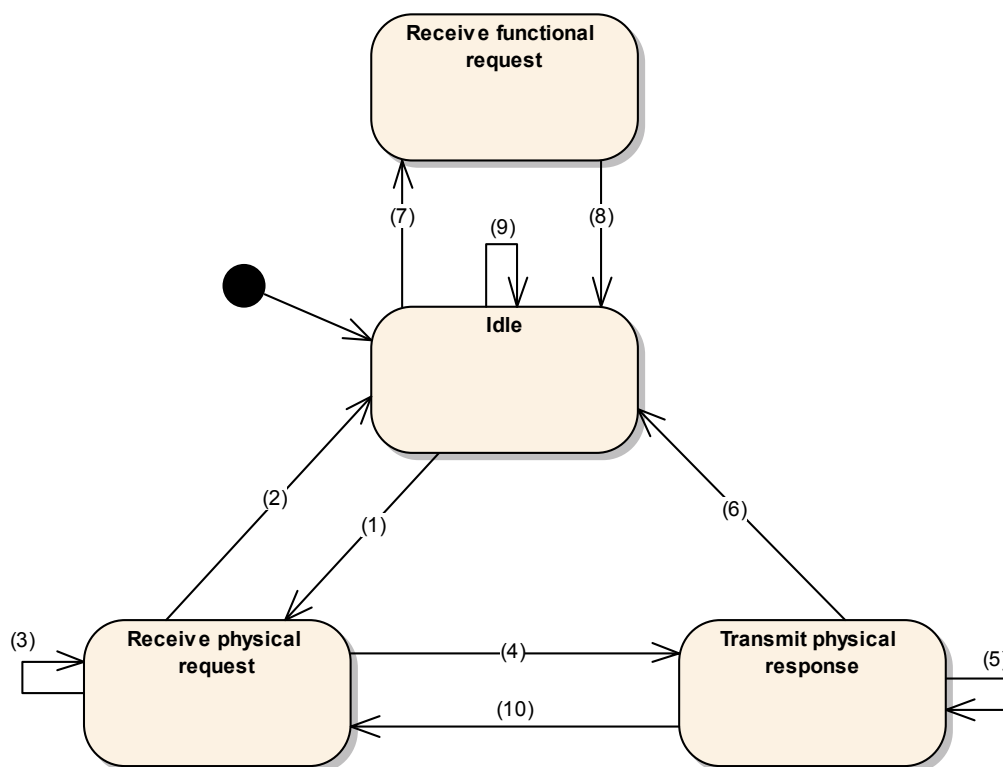 Receive functional
request
(7)
(8)
(9)
Idle
(2)
(1)
(6)
(3)
Receive physical
request
(4)
(10)
Transmit physical
response
(5)